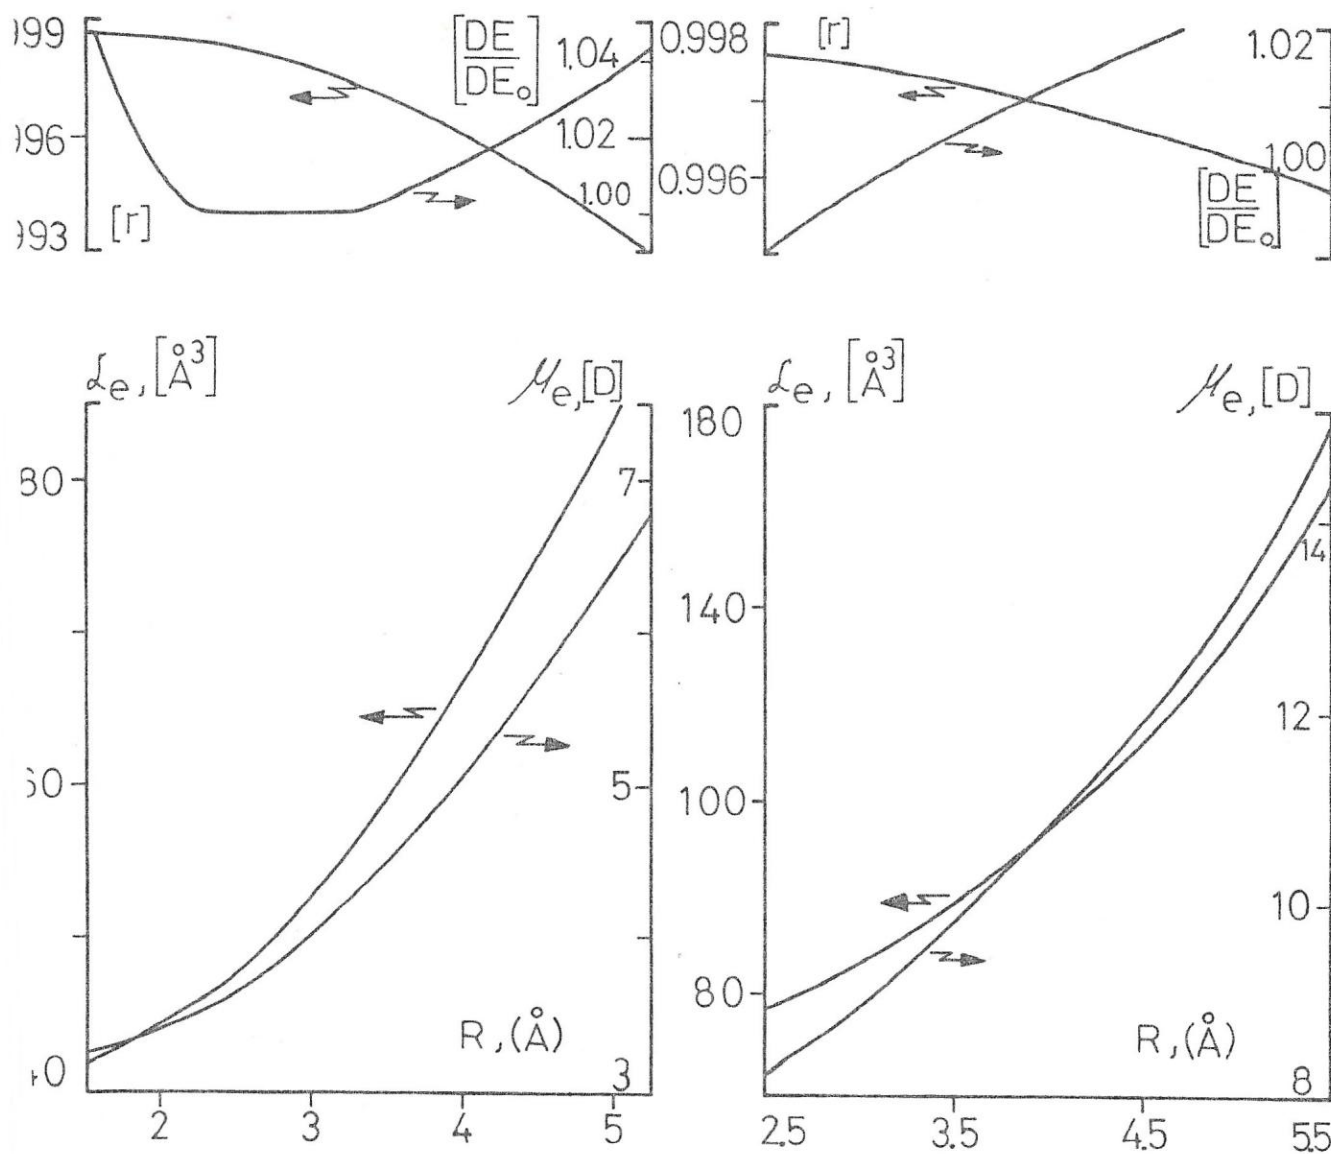 [r] [DE/DE₀] 1.04 1.02 1.00
0.998 0.996 [r] 1.02 1.00 [DE/DE₀]
αe, [Å³] μe, [D]
7
5
3
R, (Å)
2 3 4 5
αe, [Å³] μe, [D]
180
140
100
80
14
12
10
8
R, (Å)
2.5 3.5 4.5 5.5